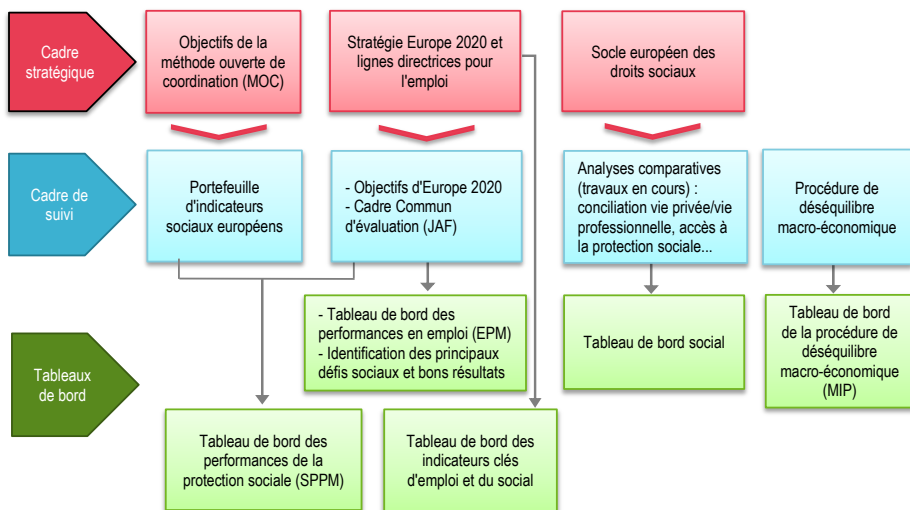 Cadre
stratégique
Objectifs de la
méthode ouverte de
coordination (MOC)
Stratégie Europe 2020 et
lignes directrices pour
l'emploi
Socle européen des
droits sociaux
Cadre de
suivi
Portefeuille
d'indicateurs
sociaux européens
- Objectifs d'Europe 2020
- Cadre Commun
d'évaluation (JAF)
Analyses comparatives
(travaux en cours) :
conciliation vie privée/vie
professionnelle, accès à
la protection sociale...
Procédure de
déséquilibre
macro-économique
Tableaux
de bord
- Tableau de bord des
performances en emploi (EPM)
- Identification des principaux
défis sociaux et bons résultats
Tableau de bord social
Tableau de bord
de la procédure de
déséquilibre
macro-économique
(MIP)
Tableau de bord des
performances de la
protection sociale (SPPM)
Tableau de bord des
indicateurs clés
d'emploi et du social